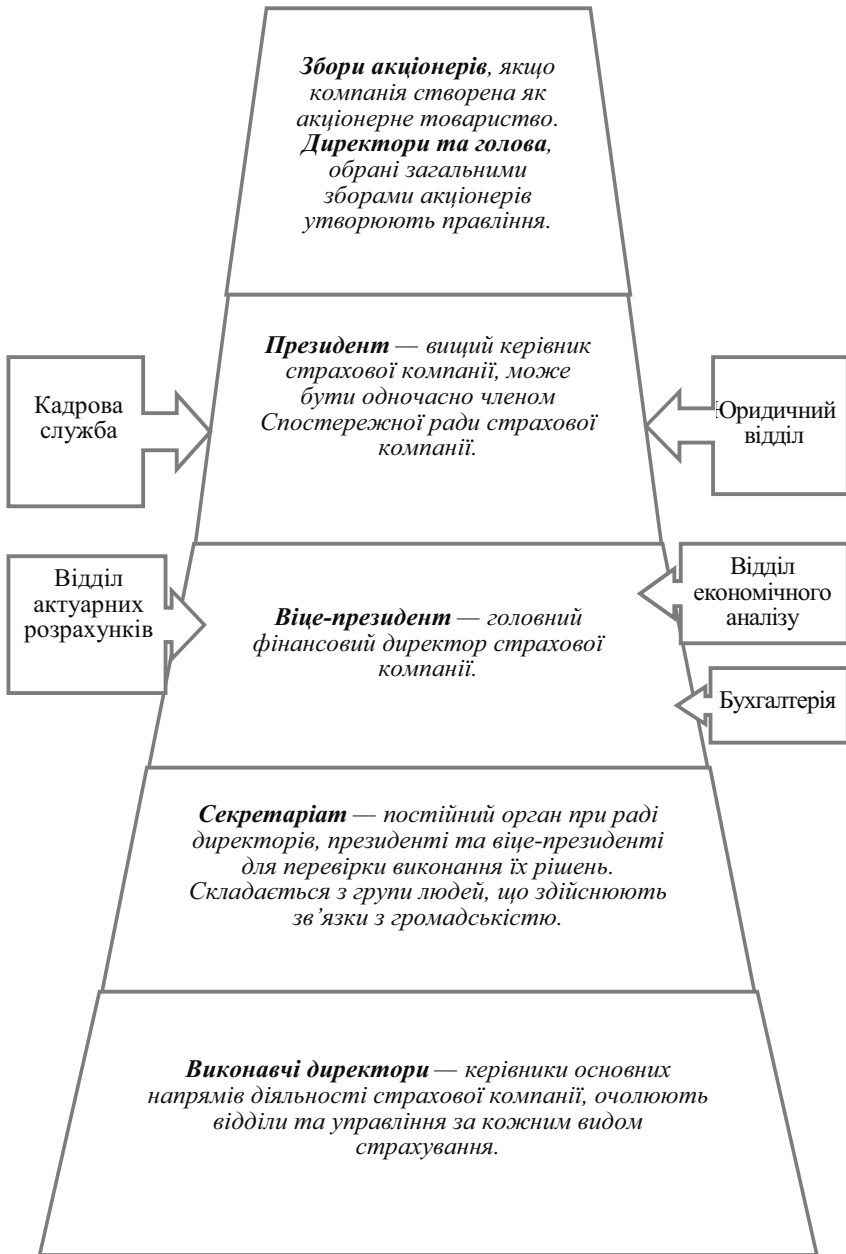 Збори акціонерів, якщо
компанія створена як
акціонерне товариство.
Директори та голова,
обрані загальними
зборами акціонерів
утворюють правління.
Президент — вищий керівник
страхової компанії, може
бути одночасно членом
Спостережної ради страхової
компанії.
Кадрова
служба
Юридичний
відділ
Відділ
актуарних
розрахунків
Віце-президент — головний
фінансовий директор страхової
компанії.
Відділ
економічного
аналізу
Бухгалтерія
Секретаріат — постійний орган при раді
директорів, президенті та віце-президенті
для перевірки виконання їх рішень.
Складається з групи людей, що здійснюють
зв’язки з громадськістю.
Виконавчі директори — керівники основних
напрямів діяльності страхової компанії, очолюють
відділи та управління за кожним видом
страхування.